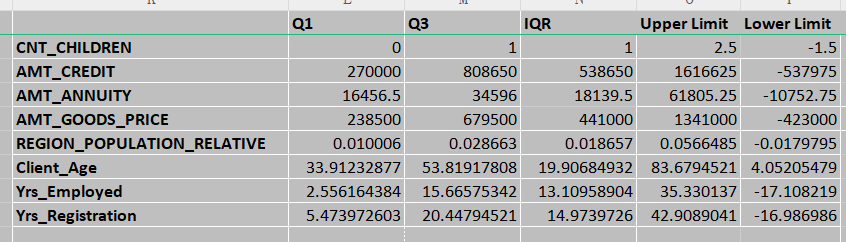 Q1 Q3 IQR Upper Limit Lower Limit
CNT_CHILDREN 0 1 1 2.5 -1.5
AMT_CREDIT 270000 808650 538650 1616625 -537975
AMT_ANNUITY 16456.5 34596 18139.5 61805.25 -10752.75
AMT_GOODS_PRICE 238500 679500 441000 1341000 -423000
REGION_POPULATION_RELATIVE 0.010006 0.028663 0.018657 0.0566485 -0.0179795
Client_Age 33.91232877 53.81917808 19.90684932 83.6794521 4.05205479
Yrs_Employed 2.556164384 15.66575342 13.10958904 35.330137 -17.108219
Yrs_Registration 5.473972603 20.44794521 14.9739726 42.9089041 -16.986986